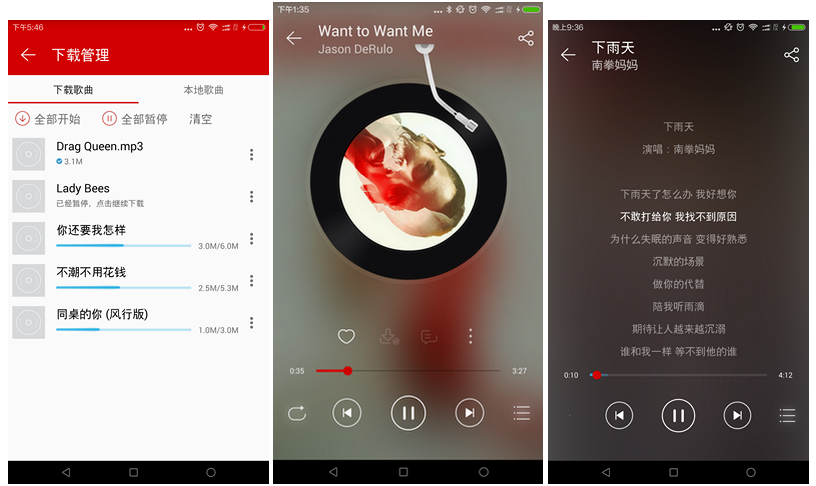 下午5:46
下载管理
下载歌曲
本地歌曲
全部开始
全部暂停
清空
Drag Queen.mp3
3.1M
Lady Bees
已经暂停，点击继续下载
你还要我怎样
3.0M/6.0M
不潮不用花钱
2.5M/5.3M
同桌的你 (风行版)
1.0M/3.0M
下午1:35
Want to Want Me
Jason DeRulo
0:35
3:27
晚上9:36
下雨天
南拳妈妈
下雨天
演唱：南拳妈妈
下雨天了怎么办 我好想你
不敢打给你 我找不到原因
为什么失眠的声音 变得好熟悉
沉默的场景
做你的代替
陪我听雨滴
期待让人越来越沉溺
谁和我一样 等不到他的谁
0:10
4:12